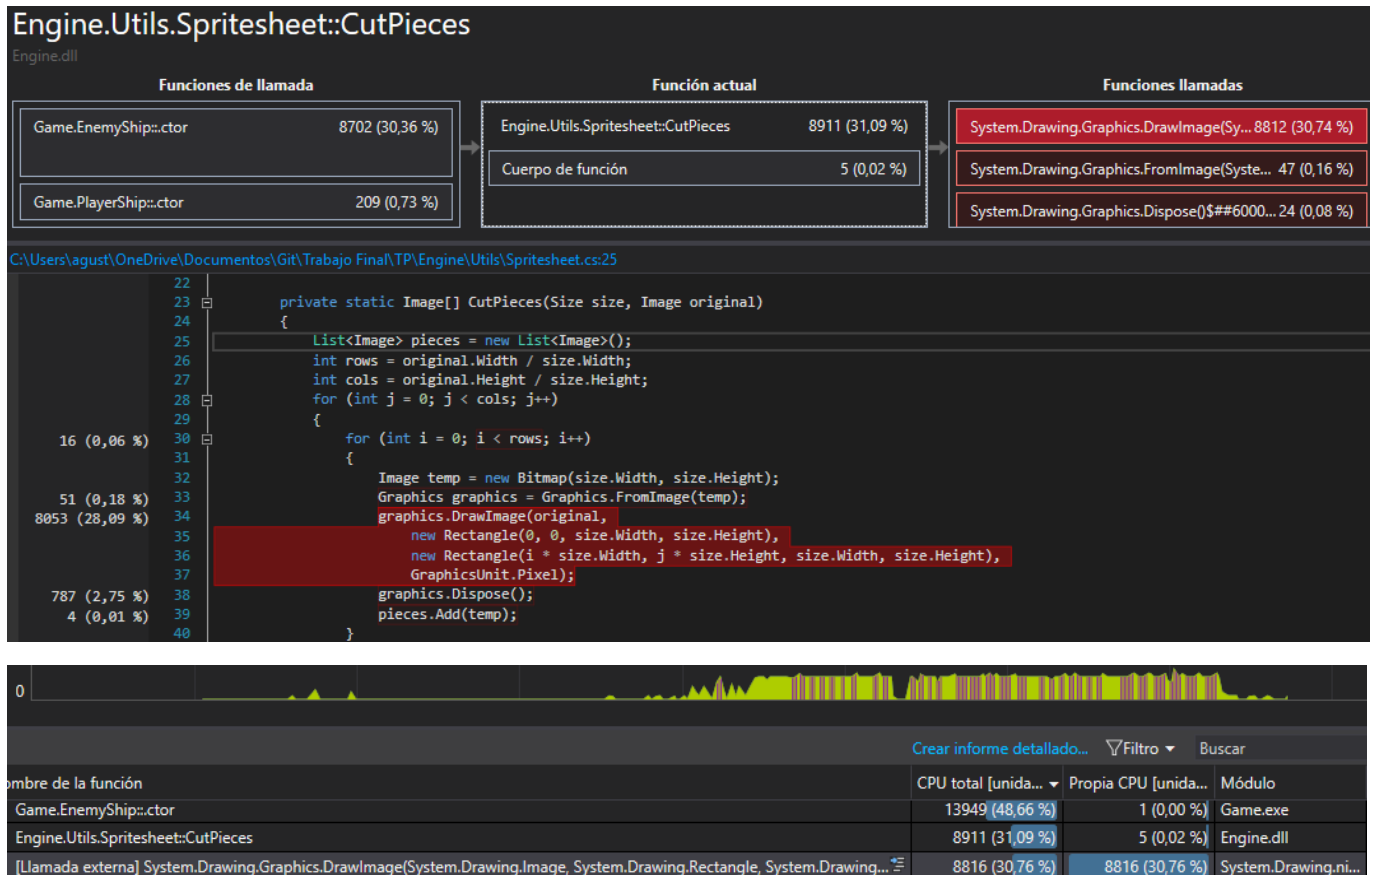 Engine.Utils.Spritesheet::CutPieces
Engine.dll
Funciones de llamada
Función actual
Funciones llamadas
Game.EnemyShip::.ctor 8702 (30,36 %)
Game.PlayerShip::.ctor 209 (0,73 %)
Engine.Utils.Spritesheet::CutPieces 8911 (31,09 %)
Cuerpo de función 5 (0,02 %)
System.Drawing.Graphics.DrawImage(Sy... 8812 (30,74 %)
System.Drawing.Graphics.FromImage(Syste... 47 (0,16 %)
System.Drawing.Graphics.Dispose()$##6000... 24 (0,08 %)
C:\Users\agust\OneDrive\Documentos\Git\Trabajo Final\TP\Engine\Utils\Spritesheet.cs:25
22
23 private static Image[] CutPieces(Size size, Image original)
24 {
25 List<Image> pieces = new List<Image>();
26 int rows = original.Width / size.Width;
27 int cols = original.Height / size.Height;
28 for (int j = 0; j < cols; j++)
29 {
16 (0,06 %) 30 for (int i = 0; i < rows; i++)
31 {
32 Image temp = new Bitmap(size.Width, size.Height);
51 (0,18 %) 33 Graphics graphics = Graphics.FromImage(temp);
8053 (28,09 %) 34 graphics.DrawImage(original,
35 new Rectangle(0, 0, size.Width, size.Height),
36 new Rectangle(i * size.Width, j * size.Height, size.Width, size.Height),
37 GraphicsUnit.Pixel);
787 (2,75 %) 38 graphics.Dispose();
4 (0,01 %) 39 pieces.Add(temp);
40 }
0
Crear informe detallado... Filtro Buscar
ombre de la función CPU total [unida... Propia CPU [unida... Módulo
Game.EnemyShip::.ctor 13949 (48,66 %) 1 (0,00 %) Game.exe
Engine.Utils.Spritesheet::CutPieces 8911 (31,09 %) 5 (0,02 %) Engine.dll
[Llamada externa] System.Drawing.Graphics.DrawImage(System.Drawing.Image, System.Drawing.Rectangle, System.Drawing... 8816 (30,76 %) 8816 (30,76 %) System.Drawing.ni...